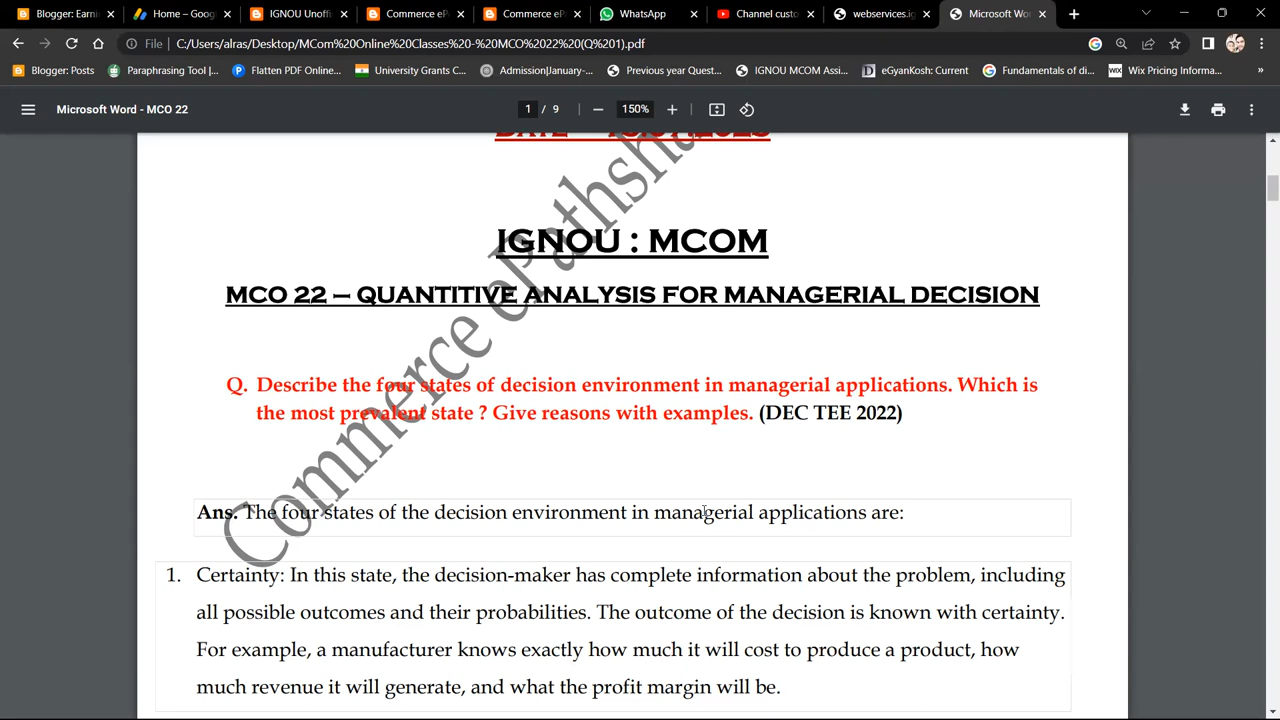 Blogger: Earni
Home – Goog
IGNOU Unoffi
Commerce eP
Commerce eP
WhatsApp
Channel custo
webservices.ig
Microsoft Wor
File | C:/Users/alras/Desktop/MCom%20Online%20Classes%20-%20MCO%2022%20(Q%201).pdf
Blogger: Posts
Paraphrasing Tool |...
Flatten PDF Online...
University Grants C...
Admission|January-...
Previous year Quest...
IGNOU MCOM Assi...
eGyanKosh: Current
Fundamentals of di...
Wix Pricing Informa...
»
Microsoft Word - MCO 22
1 / 9
150%
IGNOU : MCOM
MCO 22 – QUANTITIVE ANALYSIS FOR MANAGERIAL DECISION
Q. Describe the four states of decision environment in managerial applications. Which is
the most prevalent state ? Give reasons with examples. (DEC TEE 2022)
Ans. The four states of the decision environment in managerial applications are:
1. Certainty: In this state, the decision-maker has complete information about the problem, including
all possible outcomes and their probabilities. The outcome of the decision is known with certainty.
For example, a manufacturer knows exactly how much it will cost to produce a product, how
much revenue it will generate, and what the profit margin will be.
Commerce ePathsha